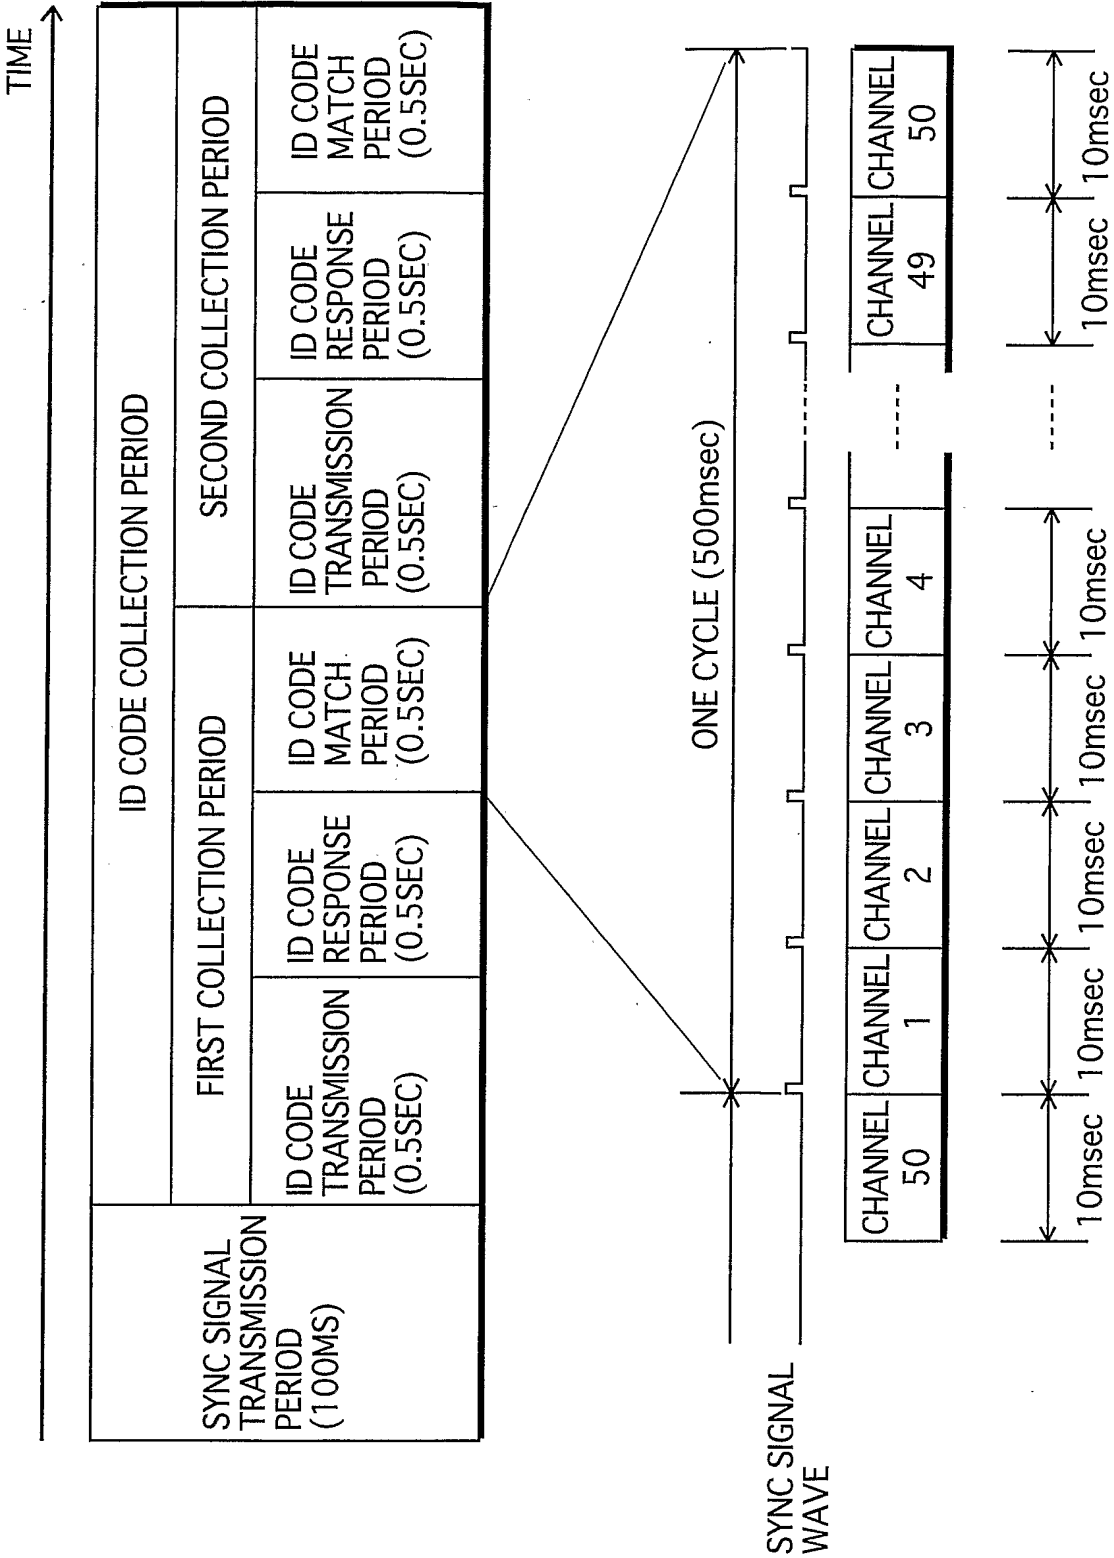 TIME
SYNC SIGNAL
TRANSMISSION
PERIOD
(100MS)
ID CODE COLLECTION PERIOD
FIRST COLLECTION PERIOD
SECOND COLLECTION PERIOD
ID CODE
TRANSMISSION
PERIOD
(0.5SEC)
ID CODE
RESPONSE
PERIOD
(0.5SEC)
ID CODE
MATCH
PERIOD
(0.5SEC)
ID CODE
TRANSMISSION
PERIOD
(0.5SEC)
ID CODE
RESPONSE
PERIOD
(0.5SEC)
ID CODE
MATCH
PERIOD
(0.5SEC)
ONE CYCLE (500msec)
SYNC SIGNAL
WAVE
CHANNEL
50
CHANNEL
1
CHANNEL
2
CHANNEL
3
CHANNEL
4
CHANNEL
49
CHANNEL
50
10msec
10msec
10msec
10msec
10msec
10msec
10msec